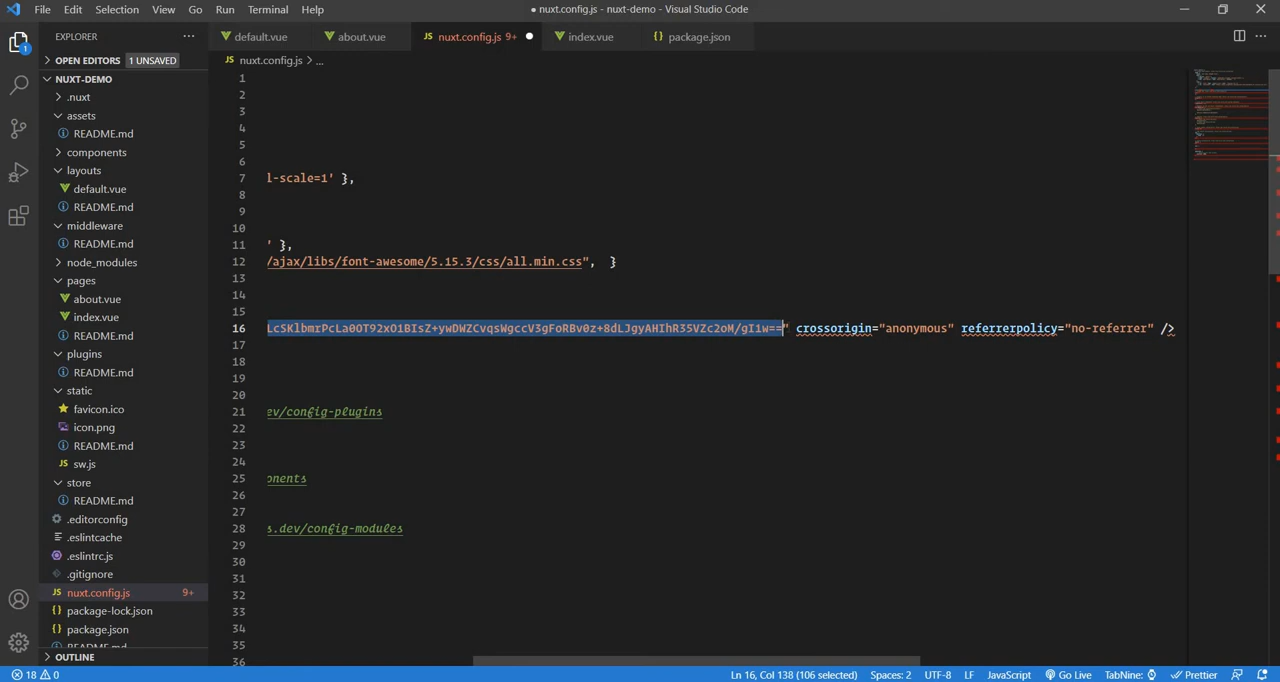 File Edit Selection View Go Run Terminal Help
● nuxt.config.js - nuxt-demo - Visual Studio Code
EXPLORER
OPEN EDITORS 1 UNSAVED
NUXT-DEMO
.nuxt
assets
README.md
components
layouts
default.vue
README.md
middleware
README.md
node_modules
pages
about.vue
index.vue
README.md
plugins
README.md
static
favicon.ico
icon.png
README.md
sw.js
store
README.md
.editorconfig
.eslintcache
.eslintrc.js
.gitignore
nuxt.config.js 9+
package-lock.json
package.json
README.md
OUTLINE
default.vue about.vue nuxt.config.js 9+ index.vue package.json
nuxt.config.js > ...
1
2
3
4
5
6
7 l-scale=1' },
8
9
10
11 ' },
12 /ajax/libs/font-awesome/5.15.3/css/all.min.css", }
13
14
15
16 LcSKlbmrPcLa0OT92xO1BIsZ+ywDWZCvqsWgccV3gFoRBv0z+8dLJgyAHIhR35VZc2oM/gI1w==" crossorigin="anonymous" referrerpolicy="no-referrer" />
17
18
19
20
21 ev/config-plugins
22
23
24
25 onents
26
27
28 s.dev/config-modules
29
30
31
32
33
34
35
36
1
18 0 Ln 16, Col 138 (106 selected) Spaces: 2 UTF-8 LF JavaScript Go Live TabNine: Prettier